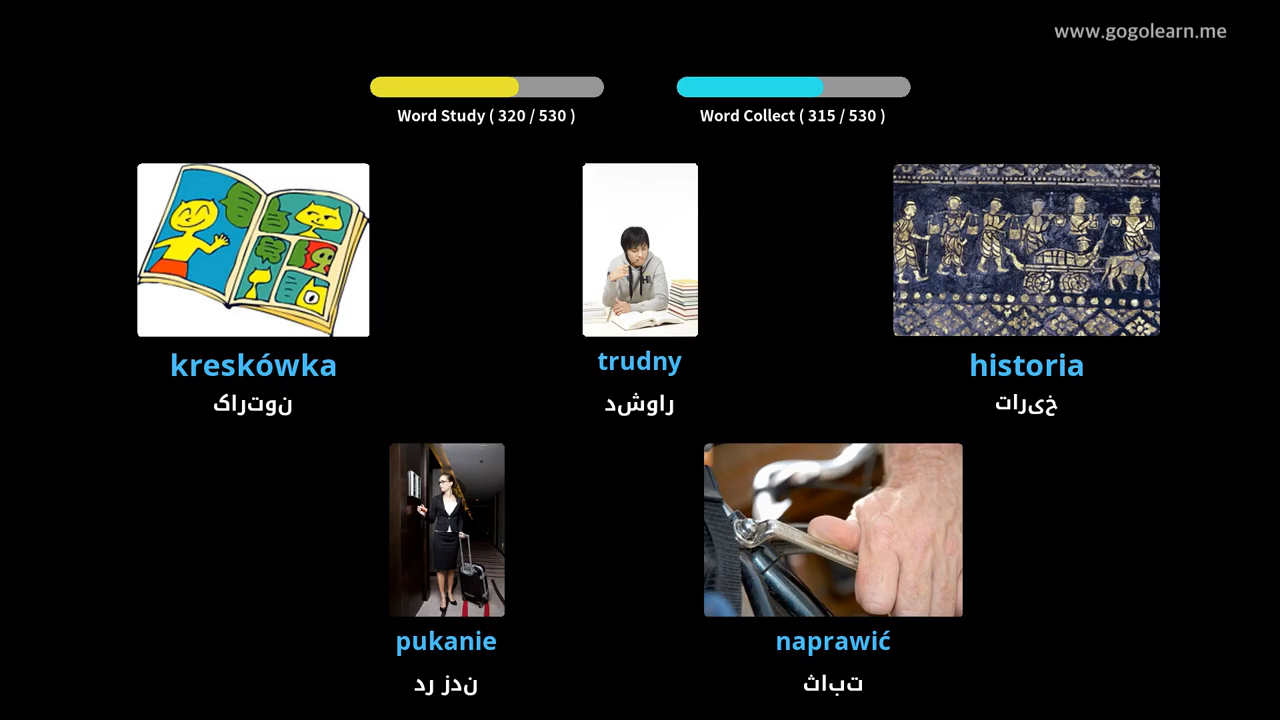 www.gogolearn.me
Word Study ( 320 / 530 )
Word Collect ( 315 / 530 )
kreskówka
نوتراک
trudny
راوشد
historia
خیرات
pukanie
ندز رد
naprawić
تباث